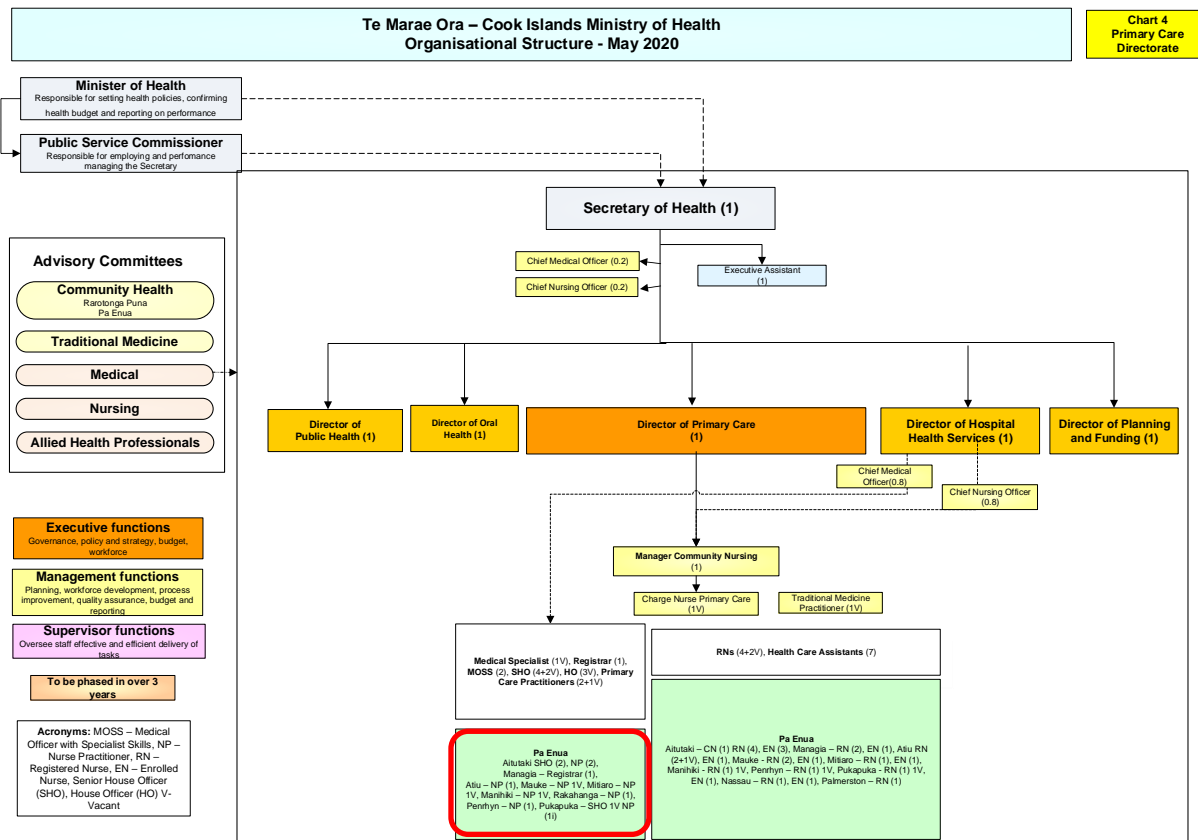 Te Marae Ora – Cook Islands Ministry of Health
Organisational Structure - May 2020
Chart 4
Primary Care
Directorate
Minister of Health
Responsible for setting health policies, confirming
health budget and reporting on performance
Public Service Commissioner
Responsible for employing and perfomance
managing the Secretary
Secretary of Health (1)
Chief Medical Officer (0.2)
Chief Nursing Officer (0.2)
Executive Assistant
(1)
Advisory Committees
Community Health
Rarotonga Puna
Pa Enua
Traditional Medicine
Medical
Nursing
Allied Health Professionals
Director of
Public Health (1)
Director of Oral
Health (1)
Director of Primary Care
(1)
Director of Hospital
Health Services (1)
Director of Planning
and Funding (1)
Chief Medical
Officer(0.8)
Chief Nursing Officer
(0.8)
Executive functions
Governance, policy and strategy, budget,
workforce
Management functions
Planning, workforce development, process
improvement, quality assurance, budget and
reporting
Supervisor functions
Oversee staff effective and efficient delivery of
tasks
To be phased in over 3
years
Acronyms: MOSS – Medical
Officer with Specialist Skills, NP –
Nurse Practitioner, RN –
Registered Nurse, EN – Enrolled
Nurse, Senior House Officer
(SHO), House Officer (HO) V-
Vacant
Manager Community Nursing
(1)
Charge Nurse Primary Care
(1V)
Traditional Medicine
Practitioner (1V)
Medical Specialist (1V), Registrar (1),
MOSS (2), SHO (4+2V), HO (3V), Primary
Care Practitioners (2+1V)
RNs (4+2V), Health Care Assistants (7)
Pa Enua
Aitutaki SHO (2), NP (2),
Managia – Registrar (1),
Atiu – NP (1), Mauke – NP 1V, Mitiaro – NP
1V, Manihiki – NP 1V, Rakahanga – NP (1),
Penrhyn – NP (1), Pukapuka – SHO 1V NP
(1i)
Pa Enua
Aitutaki – CN (1) RN (4), EN (3), Managia – RN (2), EN (1), Atiu RN
(2+1V), EN (1), Mauke - RN (2), EN (1), Mitiaro – RN (1), EN (1),
Manihiki - RN (1) 1V, Penrhyn – RN (1) 1V, Pukapuka - RN (1) 1V,
EN (1), Nassau – RN (1), EN (1), Palmerston – RN (1)